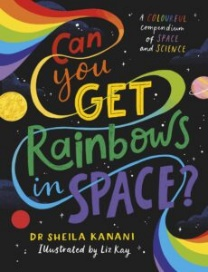 A COLOURFUL
compendium
of SPACE
and SCIENCE
Can
you
GET
Rainbows
in SPACE?
DR SHEILA KANANI
Illustrated by Liz Kay